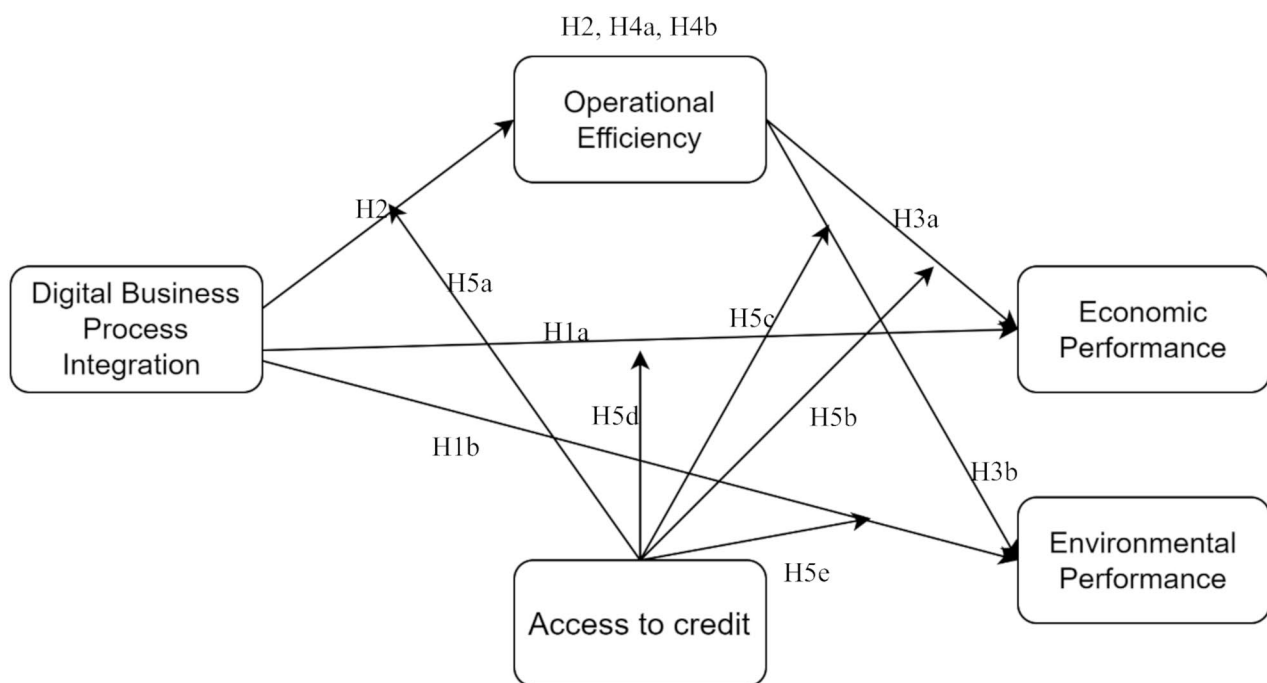 H2, H4a, H4b
Operational
Efficiency
H2
H3a
Digital Business
Process
Integration
H5a
H1a
H5c
Economic
Performance
H5d
H5b
H1b
H3b
Environmental
Performance
H5e
Access to credit